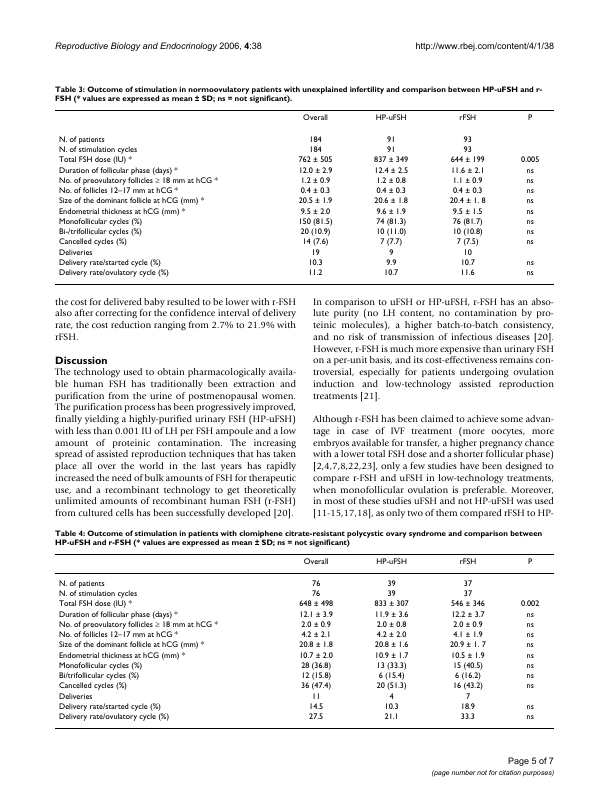 Reproductive Biology and Endocrinology 2006, 4:38
http://www.rbej.com/content/4/1/38
Table 3: Outcome of stimulation in normoovulatory patients with unexplained infertility and comparison between HP-uFSH and r-
FSH (* values are expressed as mean ± SD; ns = not significant).
Overall HP-uFSH rFSH P
N. of patients 184 91 93
N. of stimulation cycles 184 91 93
Total FSH dose (IU) * 762 ± 505 837 ± 349 644 ± 199 0.005
Duration of follicular phase (days) * 12.0 ± 2.9 12.4 ± 2.5 11.6 ± 2.1 ns
No. of preovulatory follicles ≥ 18 mm at hCG * 1.2 ± 0.9 1.2 ± 0.8 1.1 ± 0.9 ns
No. of follicles 12–17 mm at hCG * 0.4 ± 0.3 0.4 ± 0.3 0.4 ± 0.3 ns
Size of the dominant follicle at hCG (mm) * 20.5 ± 1.9 20.6 ± 1.8 20.4 ± 1. 8 ns
Endometrial thickness at hCG (mm) * 9.5 ± 2.0 9.6 ± 1.9 9.5 ± 1.5 ns
Monofollicular cycles (%) 150 (81.5) 74 (81.3) 76 (81.7) ns
Bi-/trifollicular cycles (%) 20 (10.9) 10 (11.0) 10 (10.8) ns
Cancelled cycles (%) 14 (7.6) 7 (7.7) 7 (7.5) ns
Deliveries 19 9 10
Delivery rate/started cycle (%) 10.3 9.9 10.7 ns
Delivery rate/ovulatory cycle (%) 11.2 10.7 11.6 ns
the cost for delivered baby resulted to be lower with r-FSH
also after correcting for the confidence interval of delivery
rate, the cost reduction ranging from 2.7% to 21.9% with
rFSH.
Discussion
The technology used to obtain pharmacologically availa-
ble human FSH has traditionally been extraction and
purification from the urine of postmenopausal women.
The purification process has been progressively improved,
finally yielding a highly-purified urinary FSH (HP-uFSH)
with less than 0.001 IU of LH per FSH ampoule and a low
amount of proteinic contamination. The increasing
spread of assisted reproduction techniques that has taken
place all over the world in the last years has rapidly
increased the need of bulk amounts of FSH for therapeutic
use, and a recombinant technology to get theoretically
unlimited amounts of recombinant human FSH (r-FSH)
from cultured cells has been successfully developed [20].
In comparison to uFSH or HP-uFSH, r-FSH has an abso-
lute purity (no LH content, no contamination by pro-
teinic molecules), a higher batch-to-batch consistency,
and no risk of transmission of infectious diseases [20].
However, r-FSH is much more expensive than urinary FSH
on a per-unit basis, and its cost-effectiveness remains con-
troversial, especially for patients undergoing ovulation
induction and low-technology assisted reproduction
treatments [21].
Although r-FSH has been claimed to achieve some advan-
tage in case of IVF treatment (more oocytes, more
embryos available for transfer, a higher pregnancy chance
with a lower total FSH dose and a shorter follicular phase)
[2,4,7,8,22,23], only a few studies have been designed to
compare r-FSH and uFSH in low-technology treatments,
when monofollicular ovulation is preferable. Moreover,
in most of these studies uFSH and not HP-uFSH was used
[11-15,17,18], as only two of them compared rFSH to HP-
Table 4: Outcome of stimulation in patients with clomiphene citrate-resistant polycystic ovary syndrome and comparison between
HP-uFSH and r-FSH (* values are expressed as mean ± SD; ns = not significant)
Overall HP-uFSH rFSH P
N. of patients 76 39 37
N. of stimulation cycles 76 39 37
Total FSH dose (IU) * 648 ± 498 833 ± 307 546 ± 346 0.002
Duration of follicular phase (days) * 12.1 ± 3.9 11.9 ± 3.6 12.2 ± 3.7 ns
No. of preovulatory follicles ≥ 18 mm at hCG * 2.0 ± 0.9 2.0 ± 0.8 2.0 ± 0.9 ns
No. of follicles 12–17 mm at hCG * 4.2 ± 2.1 4.2 ± 2.0 4.1 ± 1.9 ns
Size of the dominant follicle at hCG (mm) * 20.8 ± 1.8 20.8 ± 1.6 20.9 ± 1. 7 ns
Endometrial thickness at hCG (mm) * 10.7 ± 2.0 10.9 ± 1.7 10.5 ± 1.9 ns
Monofollicular cycles (%) 28 (36.8) 13 (33.3) 15 (40.5) ns
Bi/trifollicular cycles (%) 12 (15.8) 6 (15.4) 6 (16.2) ns
Cancelled cycles (%) 36 (47.4) 20 (51.3) 16 (43.2) ns
Deliveries 11 4 7
Delivery rate/started cycle (%) 14.5 10.3 18.9 ns
Delivery rate/ovulatory cycle (%) 27.5 21.1 33.3 ns
Page 5 of 7
(page number not for citation purposes)